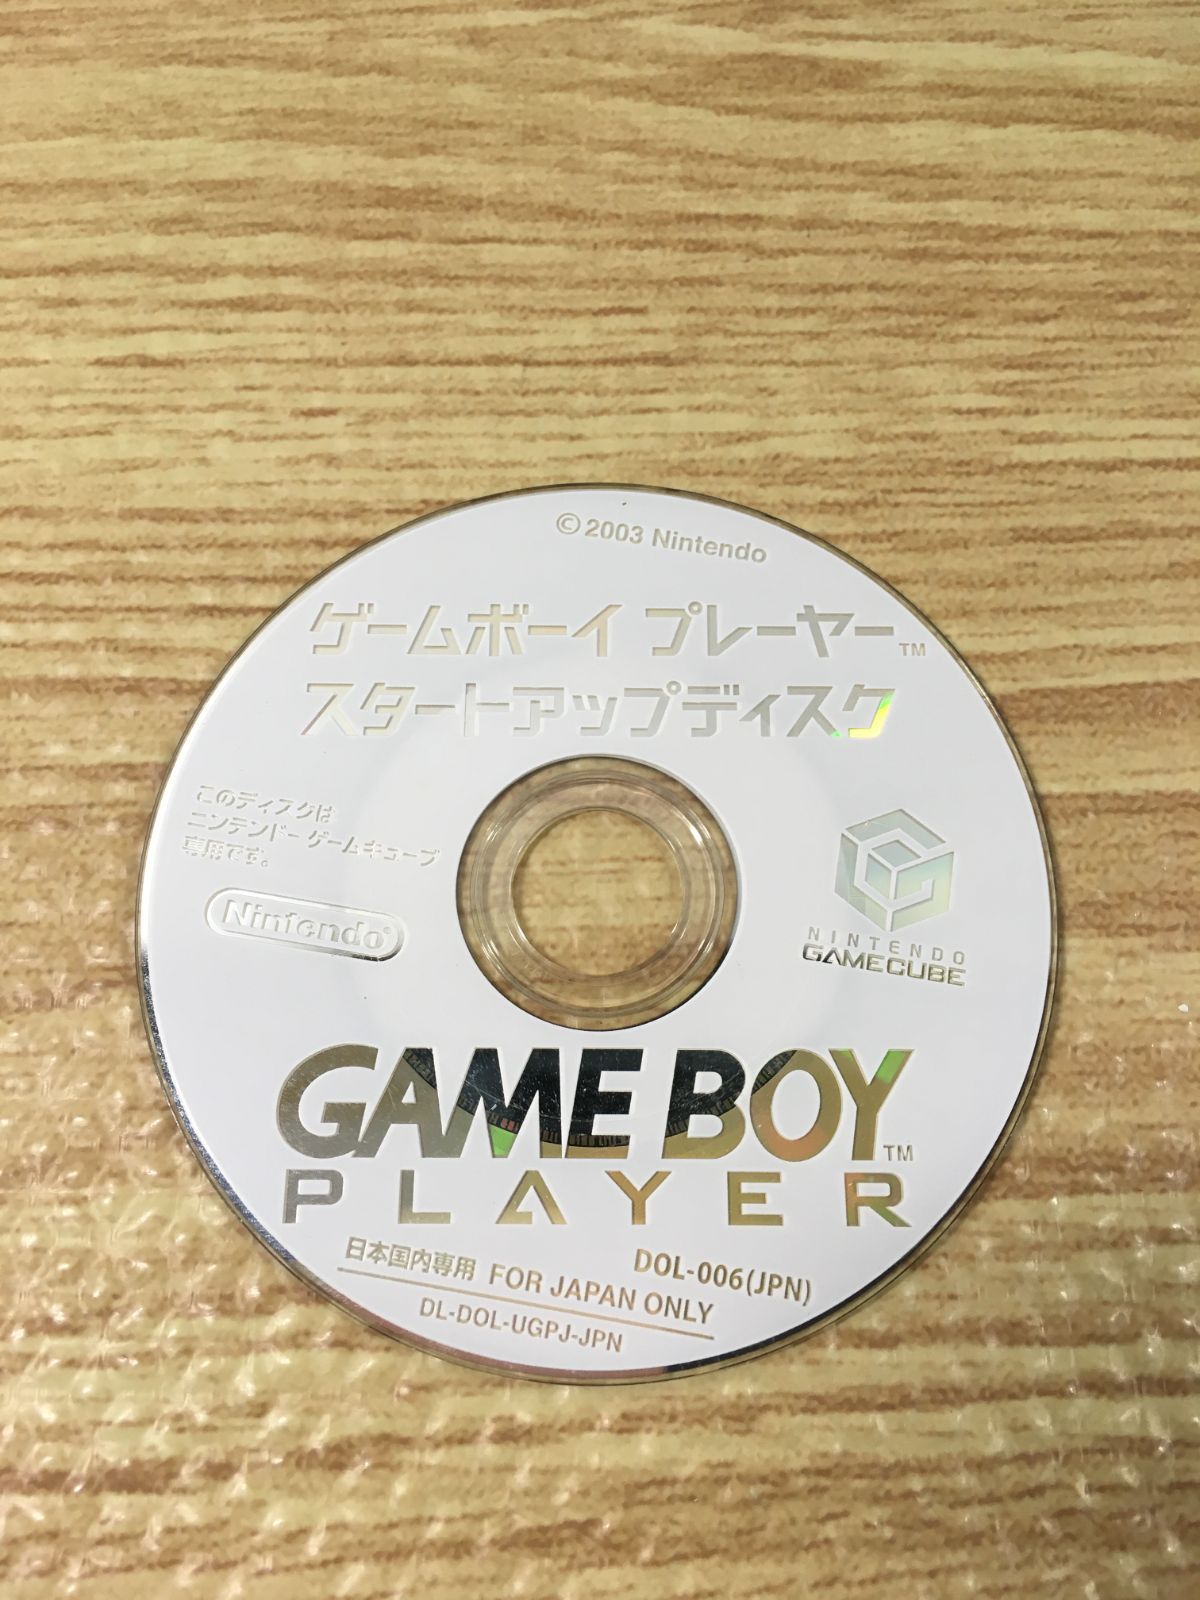 © 2003 Nintendo
ゲームボーイ プレーヤー™
スタートアップディスク
このディスクは
ニンテンドー ゲームキューブ
専用です。
Nintendo®
NINTENDO
GAMECUBE
GAME BOY™
PLAYER
日本国内専用 FOR JAPAN ONLY
DOL-006(JPN)
DL-DOL-UGPJ-JPN